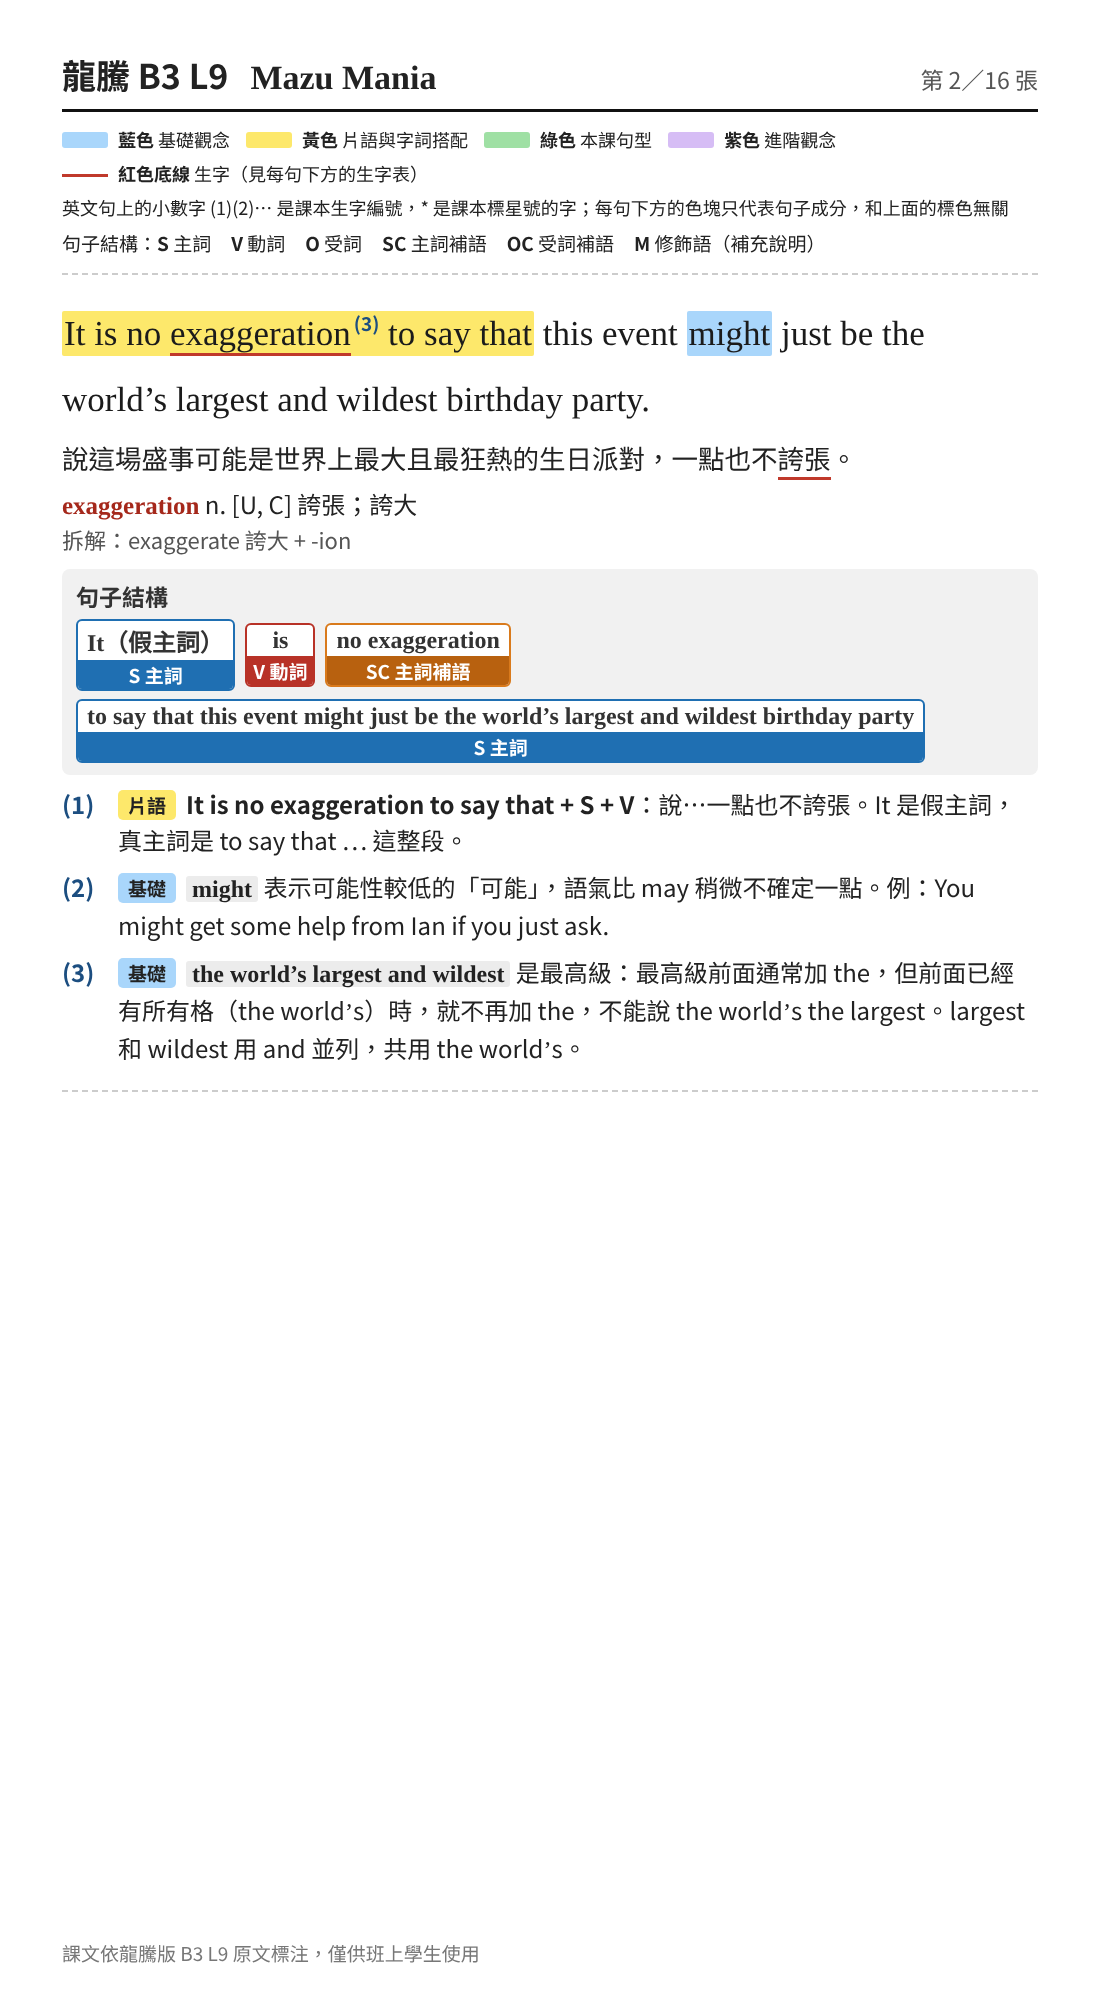 龍騰 B3 L9 Mazu Mania
第 2／16 張
藍色 基礎觀念 黃色 片語與字詞搭配 綠色 本課句型 紫色 進階觀念
紅色底線 生字（見每句下方的生字表）
英文句上的小數字 (1)(2)… 是課本生字編號，* 是課本標星號的字；每句下方的色塊只代表句子成分，和上面的標色無關
句子結構：S 主詞 V 動詞 O 受詞 SC 主詞補語 OC 受詞補語 M 修飾語（補充說明）
It is no exaggeration(3) to say that this event might just be the
world’s largest and wildest birthday party.
說這場盛事可能是世界上最大且最狂熱的生日派對，一點也不誇張。
exaggeration n. [U, C] 誇張；誇大
拆解：exaggerate 誇大 + -ion
句子結構
It（假主詞） is no exaggeration
S 主詞 V 動詞 SC 主詞補語
to say that this event might just be the world’s largest and wildest birthday party
S 主詞
(1) 片語 It is no exaggeration to say that + S + V：說…一點也不誇張。It 是假主詞，
真主詞是 to say that … 這整段。
(2) 基礎 might 表示可能性較低的「可能」，語氣比 may 稍微不確定一點。例：You
might get some help from Ian if you just ask.
(3) 基礎 the world’s largest and wildest 是最高級：最高級前面通常加 the，但前面已經
有所有格（the world’s）時，就不再加 the，不能說 the world’s the largest。largest
和 wildest 用 and 並列，共用 the world’s。
課文依龍騰版 B3 L9 原文標注，僅供班上學生使用